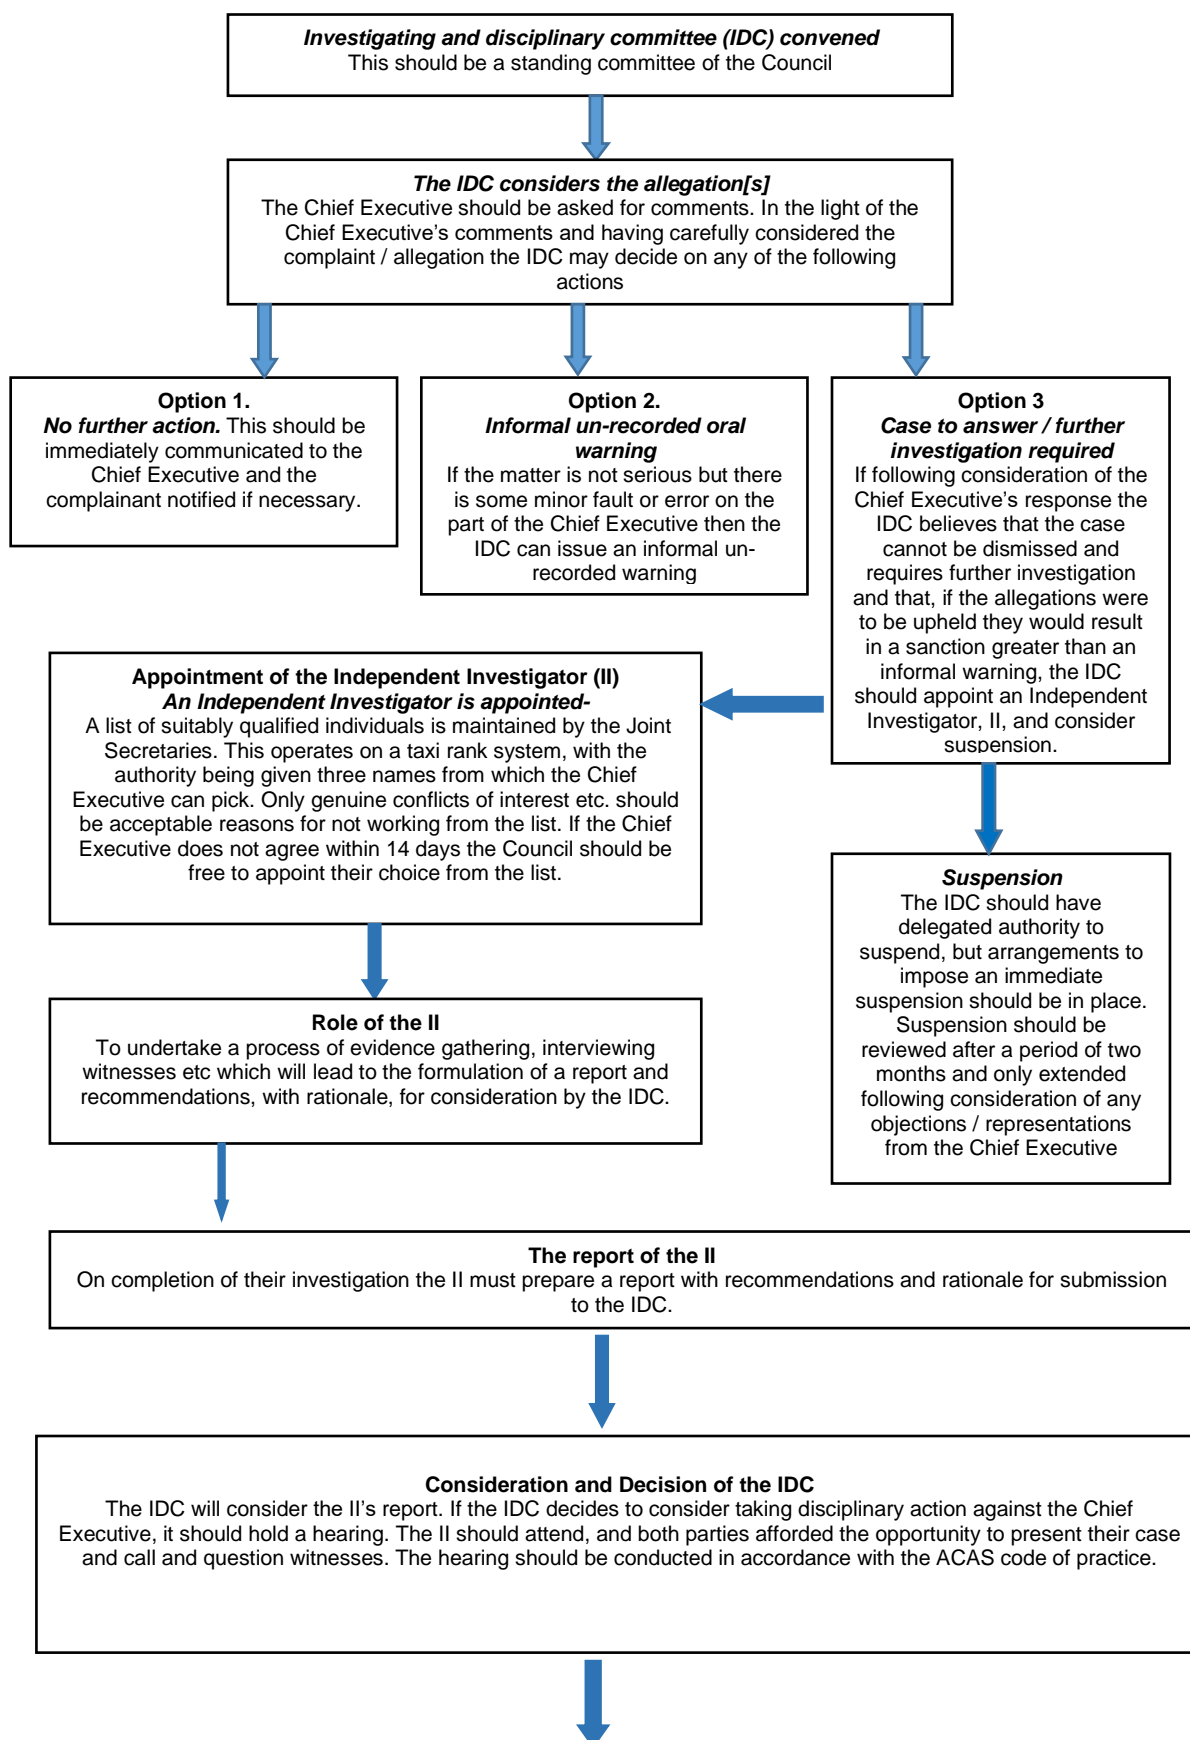 Investigating and disciplinary committee (IDC) convened
This should be a standing committee of the Council
The IDC considers the allegation[s]
The Chief Executive should be asked for comments. In the light of the
Chief Executive’s comments and having carefully considered the
complaint / allegation the IDC may decide on any of the following
actions
Option 1.
No further action. This should be
immediately communicated to the
Chief Executive and the
complainant notified if necessary.
Option 2.
Informal un-recorded oral
warning
If the matter is not serious but there
is some minor fault or error on the
part of the Chief Executive then the
IDC can issue an informal un-
recorded warning
Option 3
Case to answer / further
investigation required
If following consideration of the
Chief Executive’s response the
IDC believes that the case
cannot be dismissed and
requires further investigation
and that, if the allegations were
to be upheld they would result
in a sanction greater than an
informal warning, the IDC
should appoint an Independent
Investigator, II, and consider
suspension.
Appointment of the Independent Investigator (II)
An Independent Investigator is appointed-
A list of suitably qualified individuals is maintained by the Joint
Secretaries. This operates on a taxi rank system, with the
authority being given three names from which the Chief
Executive can pick. Only genuine conflicts of interest etc. should
be acceptable reasons for not working from the list. If the Chief
Executive does not agree within 14 days the Council should be
free to appoint their choice from the list.
Suspension
The IDC should have
delegated authority to
suspend, but arrangements to
impose an immediate
suspension should be in place.
Suspension should be
reviewed after a period of two
months and only extended
following consideration of any
objections / representations
from the Chief Executive
Role of the II
To undertake a process of evidence gathering, interviewing
witnesses etc which will lead to the formulation of a report and
recommendations, with rationale, for consideration by the IDC.
The report of the II
On completion of their investigation the II must prepare a report with recommendations and rationale for submission
to the IDC.
Consideration and Decision of the IDC
The IDC will consider the II’s report. If the IDC decides to consider taking disciplinary action against the Chief
Executive, it should hold a hearing. The II should attend, and both parties afforded the opportunity to present their case
and call and question witnesses. The hearing should be conducted in accordance with the ACAS code of practice.